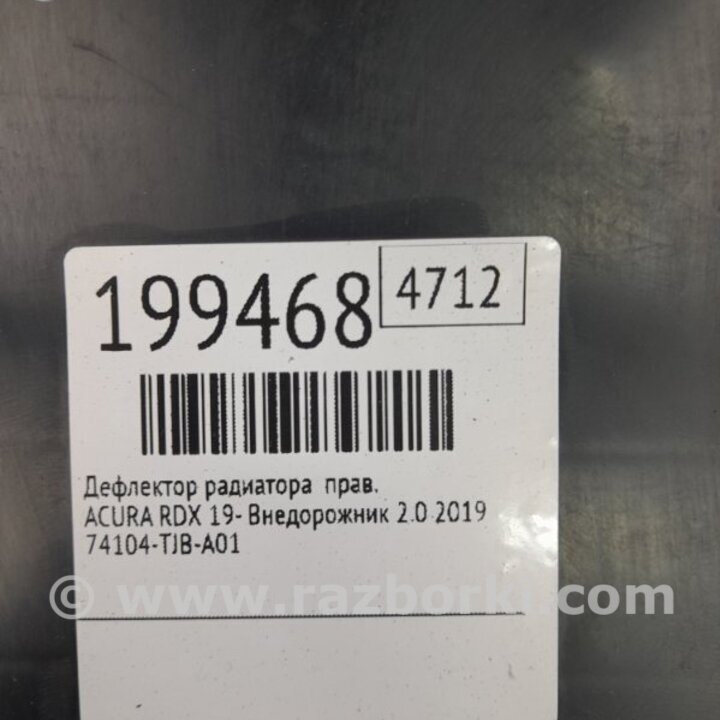 199468
4712
Дефлектор радиатора прав.
ACURA RDX 19- Внедорожник 2.0 2019
74104-TJB-A01
© www.razborki.com